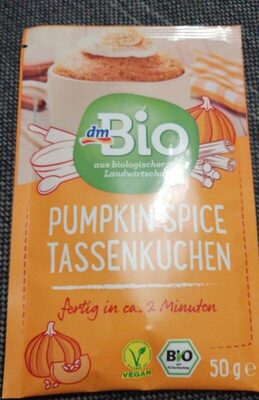 dm Bio
aus biologischer
Landwirtschaft
PUMPKIN SPICE
TASSENKUCHEN
fertig in ca. 2 Minuten
VEGAN
BIO
50 g e